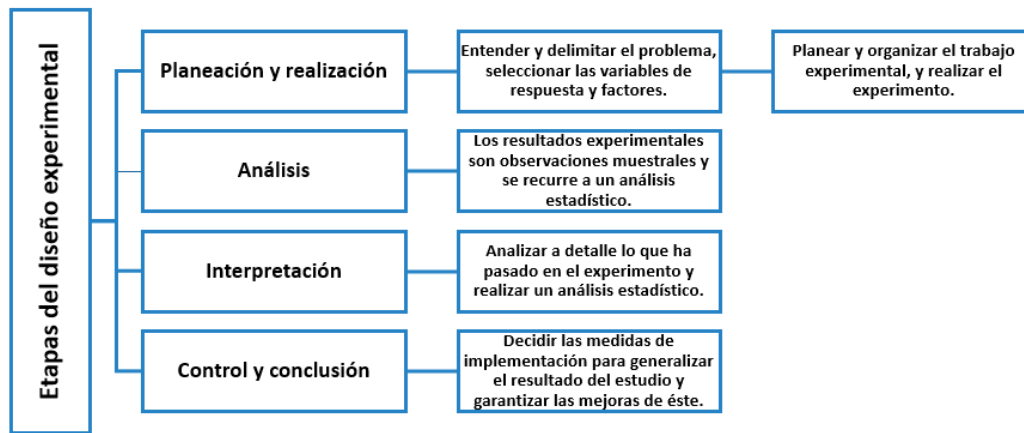 Etapas del diseño experimental
Planeación y realización
Entender y delimitar el problema,
seleccionar las variables de
respuesta y factores.
Planear y organizar el trabajo
experimental, y realizar el
experimento.
Análisis
Los resultados experimentales
son observaciones muestrales y
se recurre a un análisis
estadístico.
Interpretación
Analizar a detalle lo que ha
pasado en el experimento y
realizar un análisis estadístico.
Control y conclusión
Decidir las medidas de
implementación para generalizar
el resultado del estudio y
garantizar las mejoras de éste.